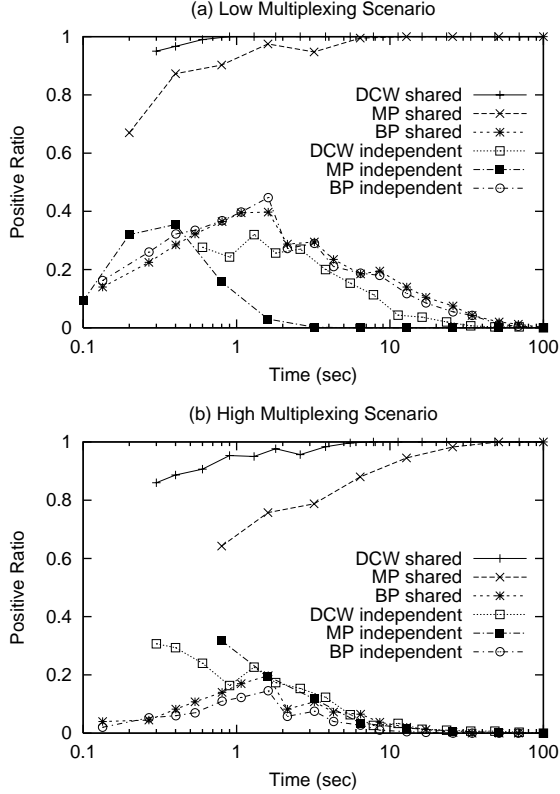 (a) Low Multiplexing Scenario
1
0.8
0.6
0.4
0.2
0
Positive Ratio
DCW shared
MP shared
BP shared
DCW independent
MP independent
BP independent
0.1 1 10 100
Time (sec)
(b) High Multiplexing Scenario
1
0.8
0.6
0.4
0.2
0
Positive Ratio
DCW shared
MP shared
BP shared
DCW independent
MP independent
BP independent
0.1 1 10 100
Time (sec)